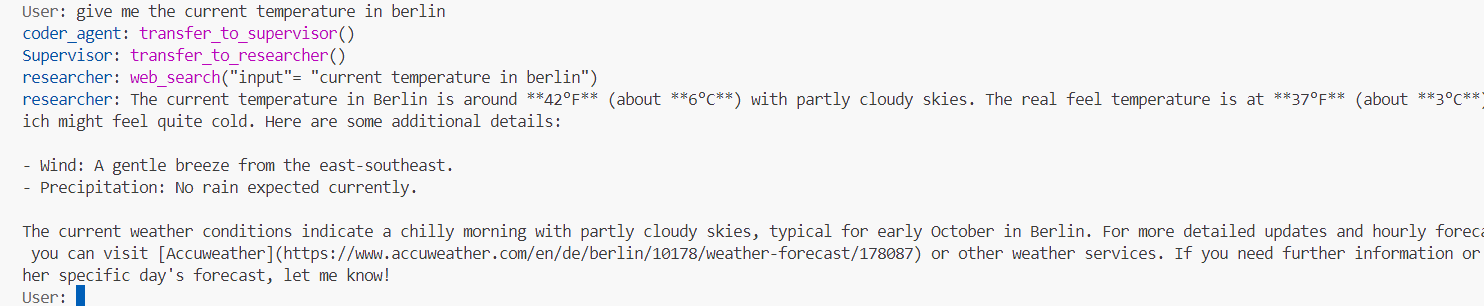 User: give me the current temperature in berlin
coder_agent: transfer_to_supervisor()
Supervisor: transfer_to_researcher()
researcher: web_search("input"= "current temperature in berlin")
researcher: The current temperature in Berlin is around **42°F** (about **6°C**) with partly cloudy skies. The real feel temperature is at **37°F** (about **3°C**)
ich might feel quite cold. Here are some additional details:
- Wind: A gentle breeze from the east-southeast.
- Precipitation: No rain expected currently.
The current weather conditions indicate a chilly morning with partly cloudy skies, typical for early October in Berlin. For more detailed updates and hourly foreca
you can visit [Accuweather](https://www.accuweather.com/en/de/berlin/10178/weather-forecast/178087) or other weather services. If you need further information or
her specific day's forecast, let me know!
User: